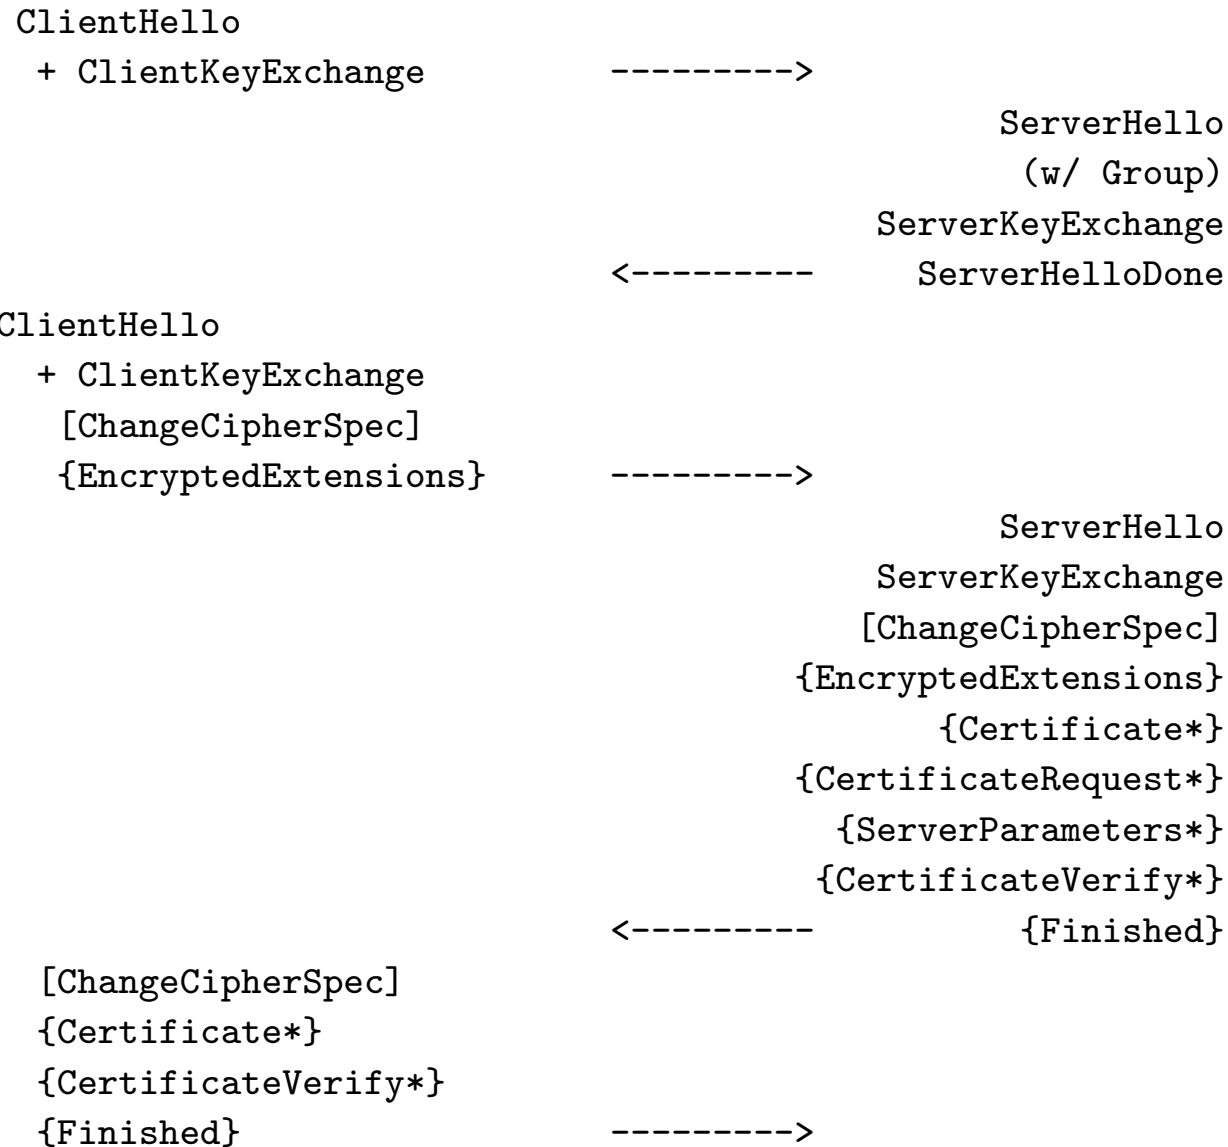 ClientHello
+ ClientKeyExchange --------->
ServerHello
(w/ Group)
ServerKeyExchange
<--------- ServerHelloDone
ClientHello
+ ClientKeyExchange
[ChangeCipherSpec]
{EncryptedExtensions} --------->
ServerHello
ServerKeyExchange
[ChangeCipherSpec]
{EncryptedExtensions}
{Certificate*}
{CertificateRequest*}
{ServerParameters*}
{CertificateVerify*}
<--------- {Finished}
[ChangeCipherSpec]
{Certificate*}
{CertificateVerify*}
{Finished} --------->